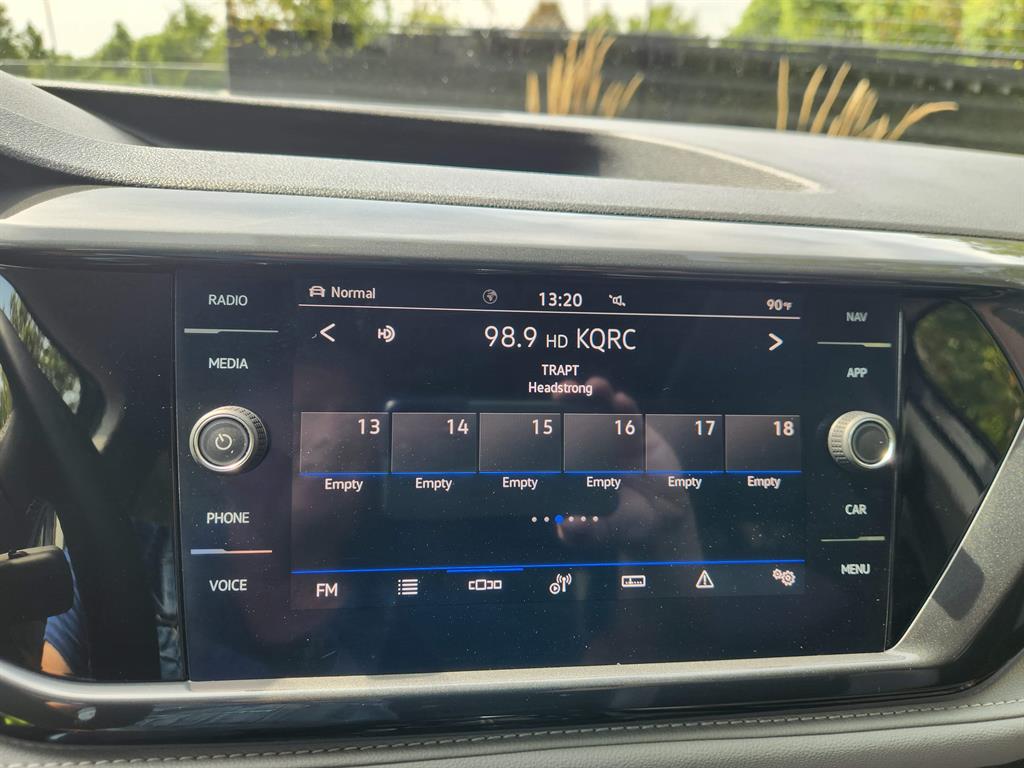 RADIO
MEDIA
PHONE
VOICE
Normal 13:20 90°F
HD 98.9 HD KQRC
TRAPT
Headstrong
13 14 15 16 17 18
Empty Empty Empty Empty Empty Empty
FM
NAV
APP
CAR
MENU